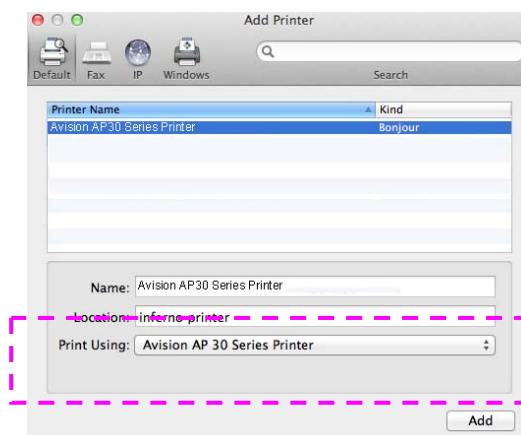 Add Printer
Default Fax IP Windows Search
Printer Name Kind
Avision AP30 Series Printer Bonjour
Name: Avision AP30 Series Printer
Location: inferno-printer
Print Using: Avision AP 30 Series Printer
Add